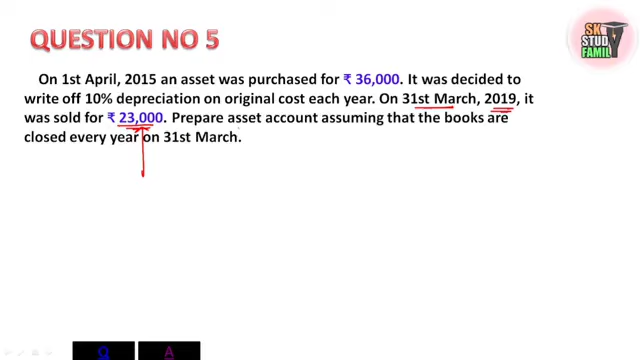 QUESTION NO 5
SK
STUDY
FAMILY
On 1st April, 2015 an asset was purchased for ₹ 36,000. It was decided to
write off 10% depreciation on original cost each year. On 31st March, 2019, it
was sold for ₹ 23,000. Prepare asset account assuming that the books are
closed every year on 31st March.
Q A